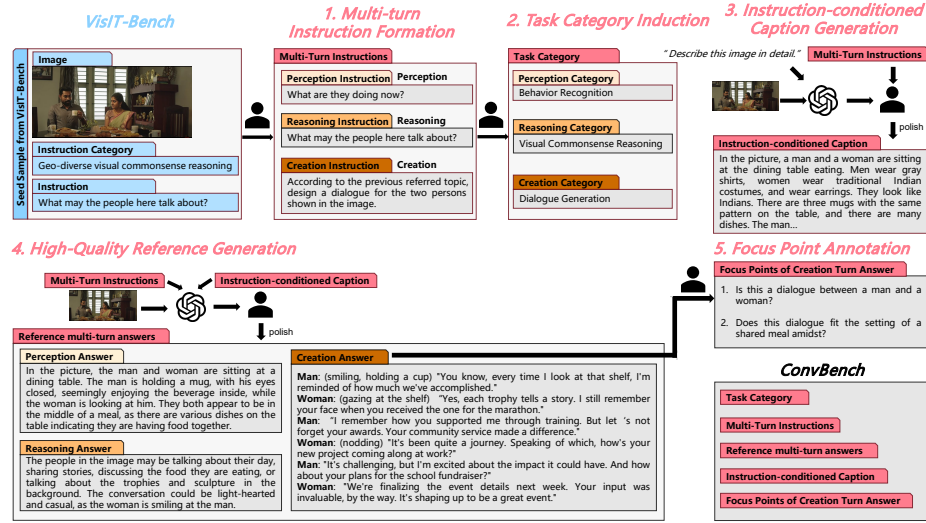 VisIT-Bench
Seed Sample from VisIT-Bench
Image
Instruction Category
Geo-diverse visual commonsense reasoning
Instruction
What may the people here talk about?
1. Multi-turn
Instruction Formation
Multi-Turn Instructions
Perception Instruction Perception
What are they doing now?
Reasoning Instruction Reasoning
What may the people here talk about?
Creation Instruction Creation
According to the previous referred topic,
design a dialogue for the two persons
shown in the image.
2. Task Category Induction
Task Category
Perception Category
Behavior Recognition
Reasoning Category
Visual Commonsense Reasoning
Creation Category
Dialogue Generation
3. Instruction-conditioned
Caption Generation
"Describe this image in detail."
Multi-Turn Instructions
polish
Instruction-conditioned Caption
In the picture, a man and a woman are sitting
at the dining table eating. Men wear gray
shirts, women wear traditional Indian
costumes, and wear earrings. They look like
Indians. There are three mugs with the same
pattern on the table, and there are many
dishes. The man...
4. High-Quality Reference Generation
Multi-Turn Instructions
Instruction-conditioned Caption
polish
Reference multi-turn answers
Perception Answer
In the picture, the man and woman are sitting at a
dining table. The man is holding a mug, with his eyes
closed, seemingly enjoying the beverage inside, while
the woman is looking at him. They both appear to be in
the middle of a meal, as there are various dishes on the
table indicating they are having food together.
Reasoning Answer
The people in the image may be talking about their day,
sharing stories, discussing the food they are eating, or
talking about the trophies and sculpture in the
background. The conversation could be light-hearted
and casual, as the woman is smiling at the man.
Creation Answer
Man: (smiling, holding a cup) "You know, every time I look at that shelf, I'm
reminded of how much we've accomplished."
Woman: (gazing at the shelf) "Yes, each trophy tells a story. I still remember
your face when you received the one for the marathon."
Man: "I remember how you supported me through training. But let 's not
forget your awards. Your community service made a difference."
Woman: (nodding) "It's been quite a journey. Speaking of which, how's your
new project coming along at work?"
Man: "It's challenging, but I'm excited about the impact it could have. And how
about your plans for the school fundraiser?"
Woman: "We're finalizing the event details next week. Your input was
invaluable, by the way. It's shaping up to be a great event."
5. Focus Point Annotation
Focus Points of Creation Turn Answer
1. Is this a dialogue between a man and a
woman?
2. Does this dialogue fit the setting of a
shared meal amidst?
ConvBench
Task Category
Multi-Turn Instructions
Reference multi-turn answers
Instruction-conditioned Caption
Focus Points of Creation Turn Answer